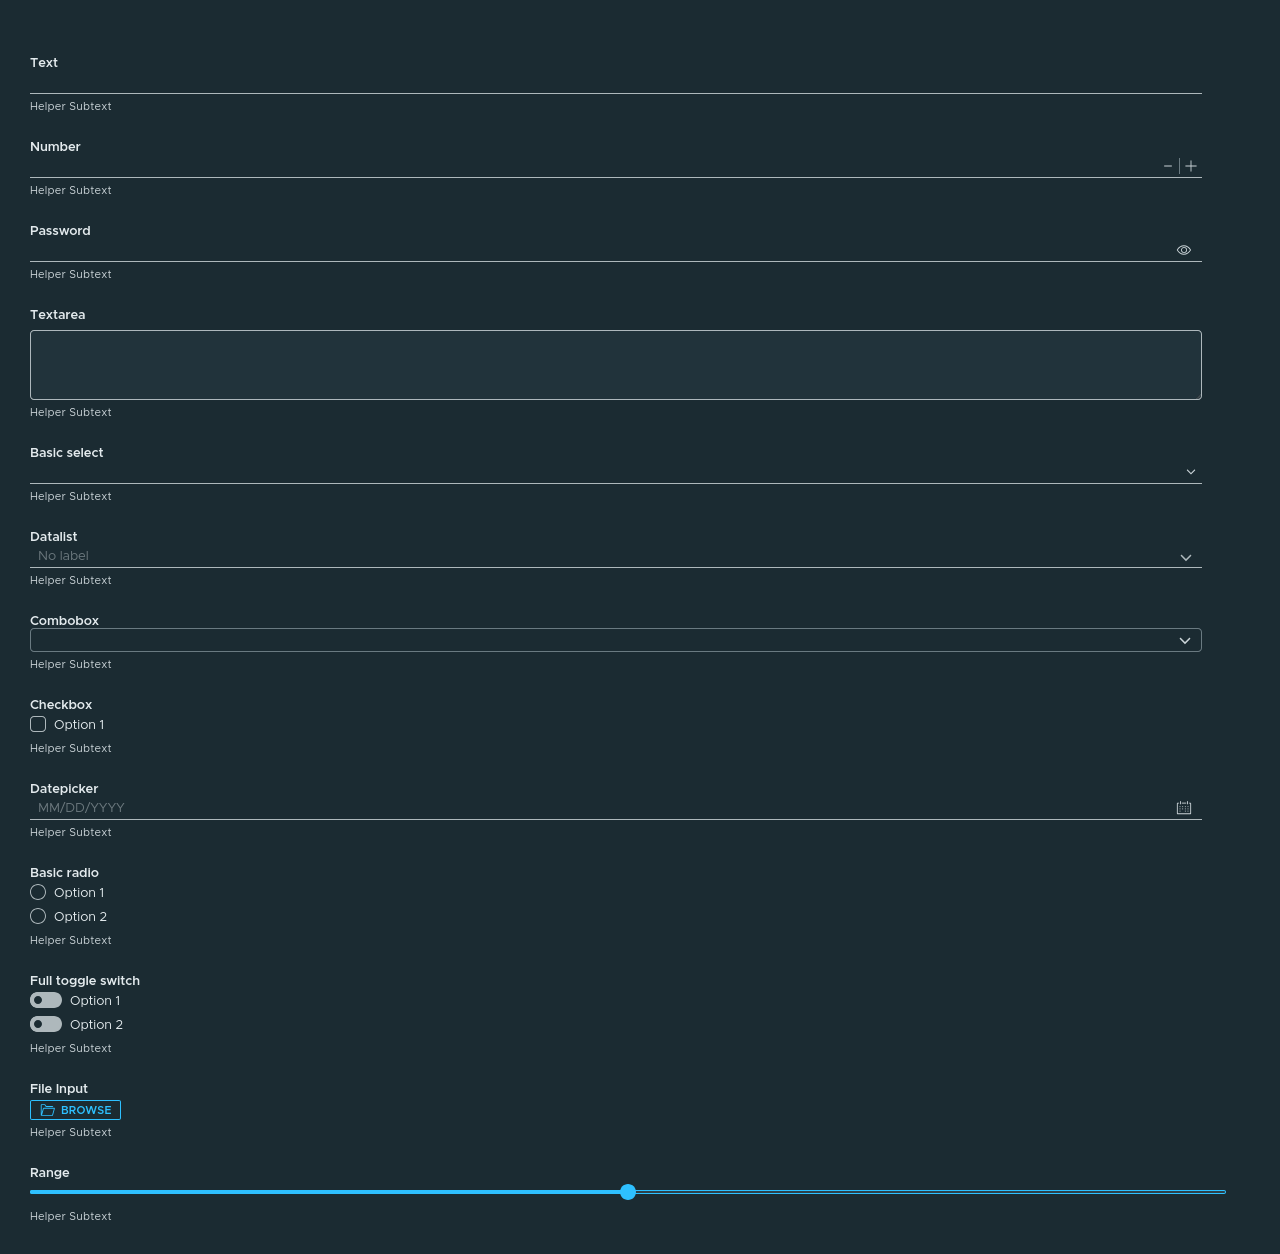 Text
Helper Subtext
Number
Helper Subtext
Password
Helper Subtext
Textarea
Helper Subtext
Basic select
Helper Subtext
Datalist
No label
Helper Subtext
Combobox
Helper Subtext
Checkbox
Option 1
Helper Subtext
Datepicker
MM/DD/YYYY
Helper Subtext
Basic radio
Option 1
Option 2
Helper Subtext
Full toggle switch
Option 1
Option 2
Helper Subtext
File Input
BROWSE
Helper Subtext
Range
Helper Subtext